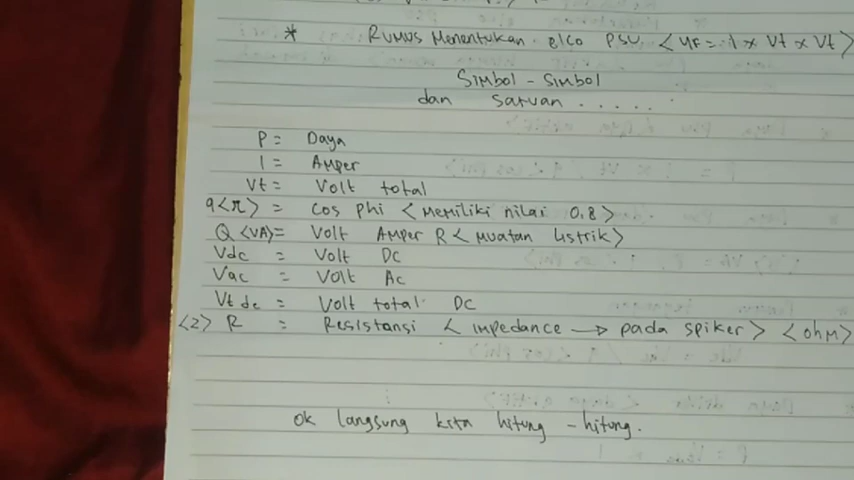 * RUMUS Menentukan elco PSU < µF = I x Vt x Vt >
Simbol - Simbol
dan satuan . . . . .
P = Daya
I = AMper
Vt = Volt total
q <π> = cos phi < Memiliki nilai 0,8 >
Q <VA> = Volt AMper R < Muatan listrik >
Vdc = Volt DC
Vac = Volt Ac
Vt dc = Volt total DC
<Z> R = Resistansi < impedance → pada spiker > < ohM >
ok langsung kita hitung - hitung.